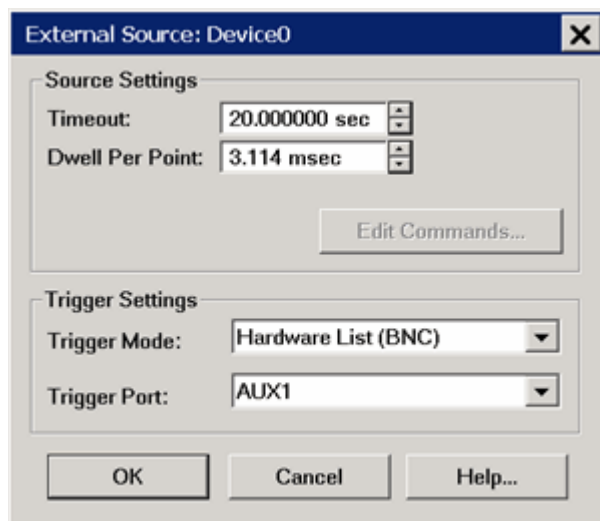 External Source: Device0
Source Settings
Timeout: 20.000000 sec
Dwell Per Point: 3.114 msec
Edit Commands...
Trigger Settings
Trigger Mode: Hardware List (BNC)
Trigger Port: AUX1
OK Cancel Help...